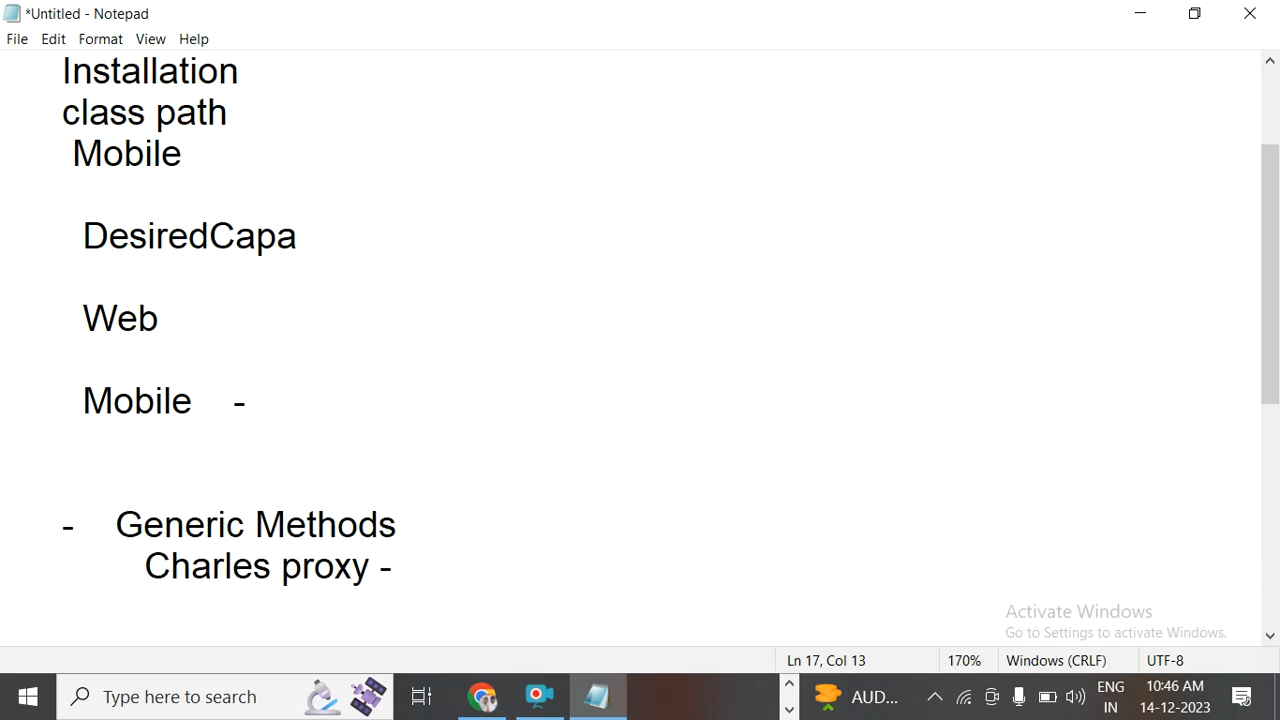 *Untitled - Notepad
File Edit Format View Help
Installation
class path
Mobile
DesiredCapa
Web
Mobile -
- Generic Methods
Charles proxy -
Activate Windows
Go to Settings to activate Windows.
Ln 17, Col 13 170% Windows (CRLF) UTF-8
Type here to search AUD... ENG 10:46 AM
IN 14-12-2023